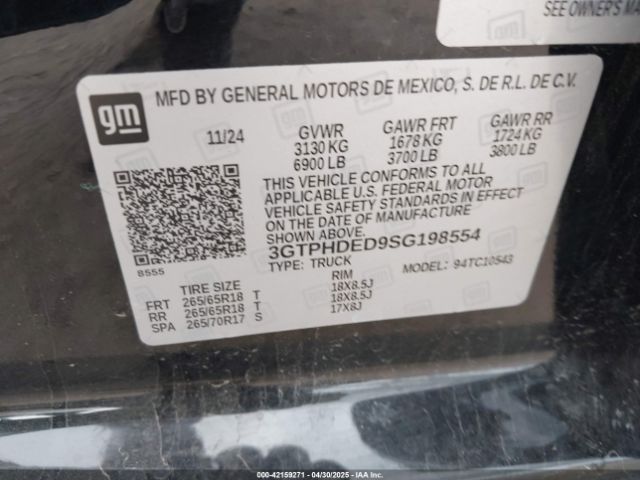 SEE OWNER'S MA
gm
MFD BY GENERAL MOTORS DE MEXICO, S. DE R.L. DE C.V.
11/24 GVWR GAWR FRT GAWR RR
3130 KG 1678 KG 1724 KG
6900 LB 3700 LB 3800 LB
THIS VEHICLE CONFORMS TO ALL
APPLICABLE U.S. FEDERAL MOTOR
VEHICLE SAFETY STANDARDS IN EFFECT
ON THE DATE OF MANUFACTURE
SHOWN ABOVE.
3GTPHDED9SG198554
8555
TYPE: TRUCK MODEL: 94TC10543
TIRE SIZE RIM
FRT 265/65R18 T 18X8.5J
RR 265/65R18 T 18X8.5J
SPA 265/70R17 S 17X8J
000-42159271 04/30/2025 IAAI.COM